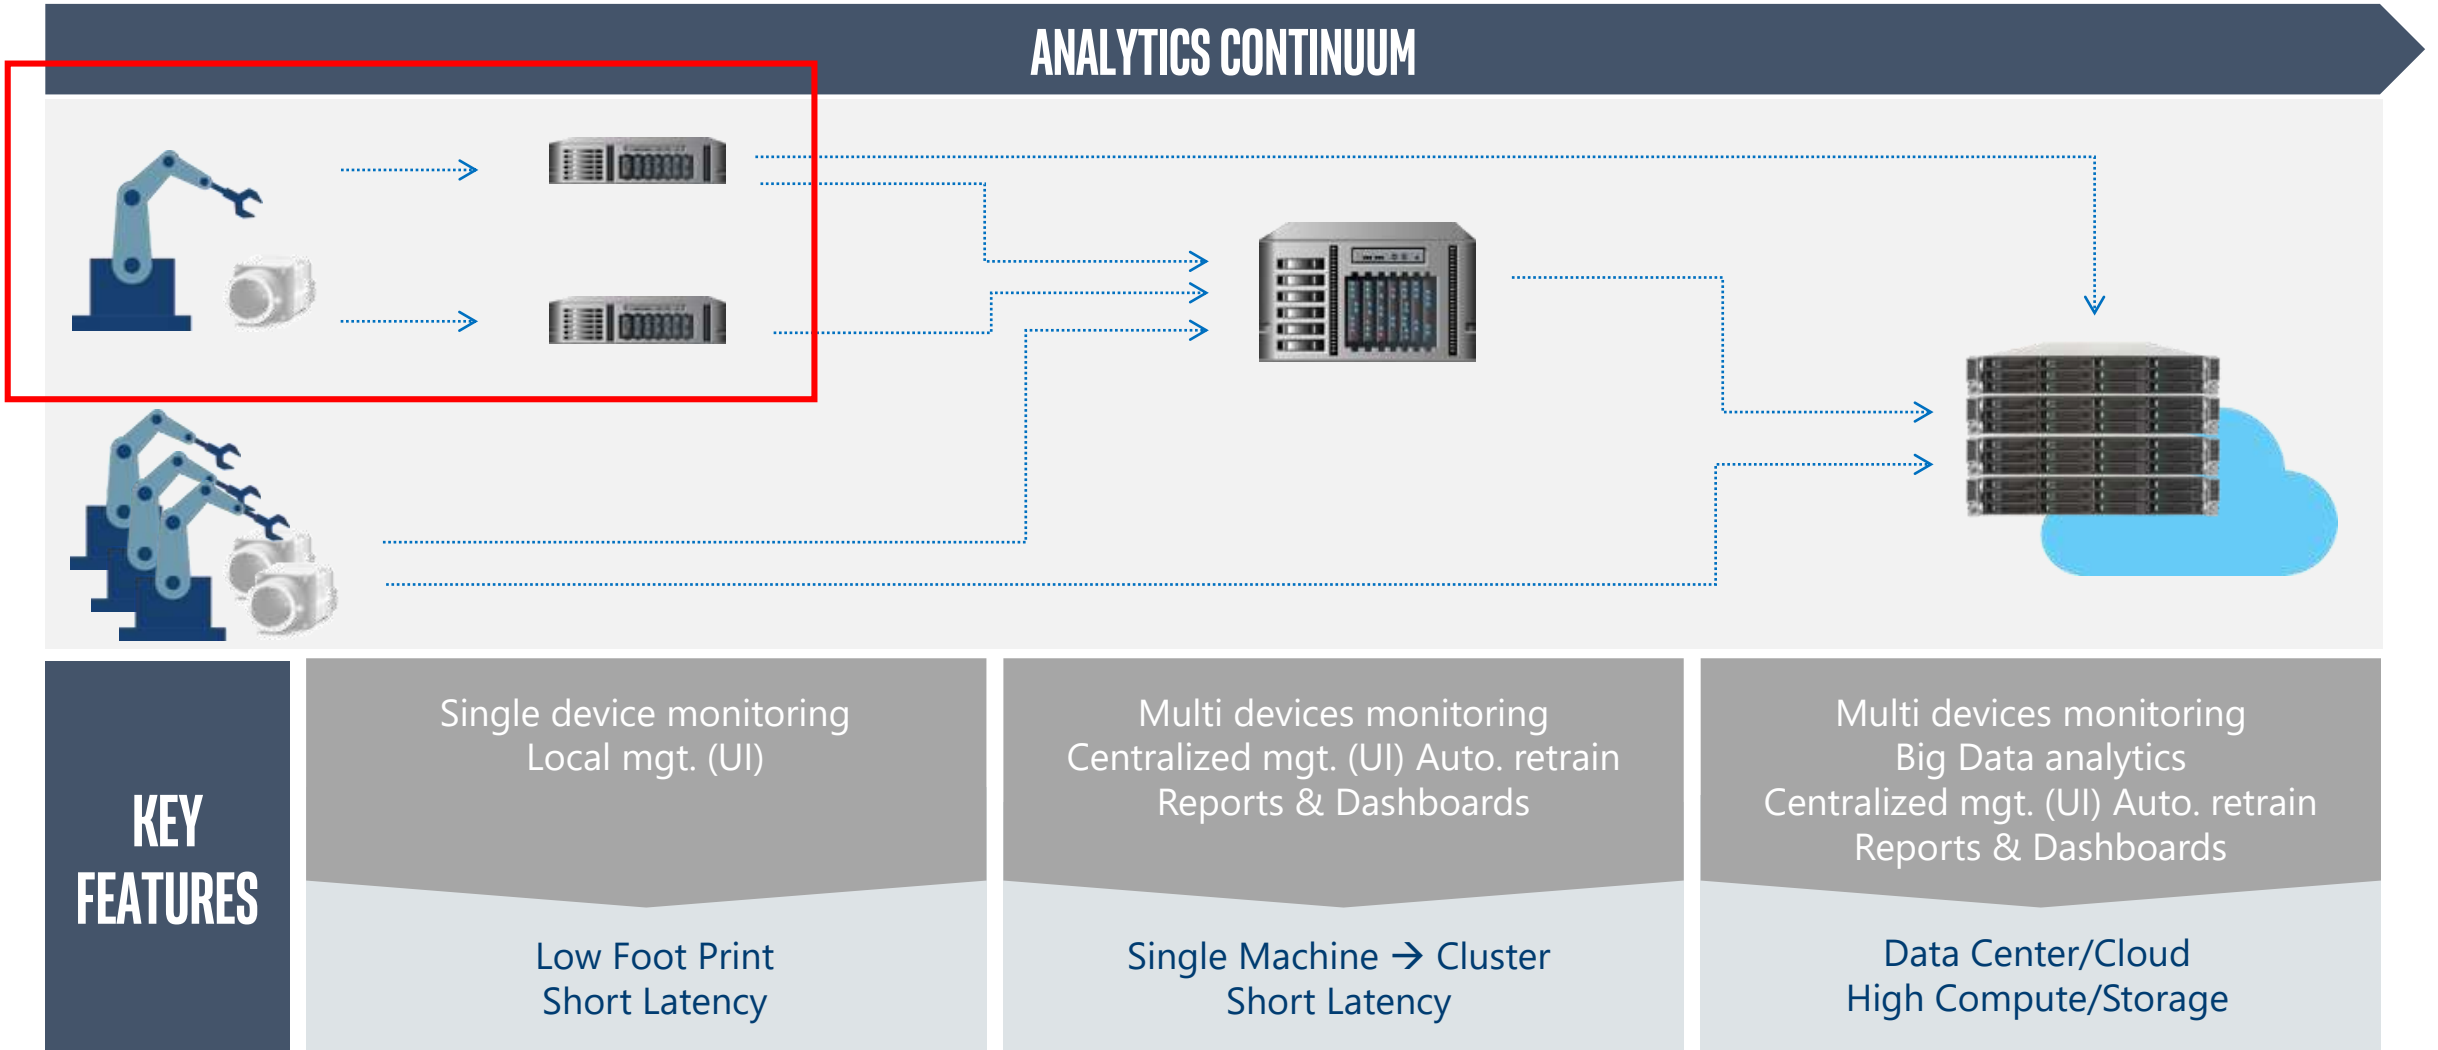 ANALYTICS CONTINUUM
KEY
FEATURES
Single device monitoring
Local mgt. (UI)
Low Foot Print
Short Latency
Multi devices monitoring
Centralized mgt. (UI) Auto. retrain
Reports & Dashboards
Single Machine → Cluster
Short Latency
Multi devices monitoring
Big Data analytics
Centralized mgt. (UI) Auto. retrain
Reports & Dashboards
Data Center/Cloud
High Compute/Storage